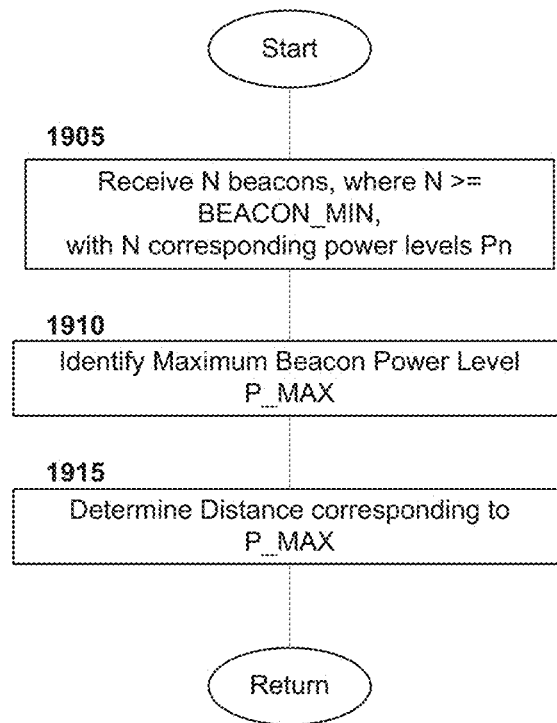 Start
1905
Receive N beacons, where N >=
BEACON_MIN,
with N corresponding power levels Pn
1910
Identify Maximum Beacon Power Level
P_MAX
1915
Determine Distance corresponding to
P_MAX
Return